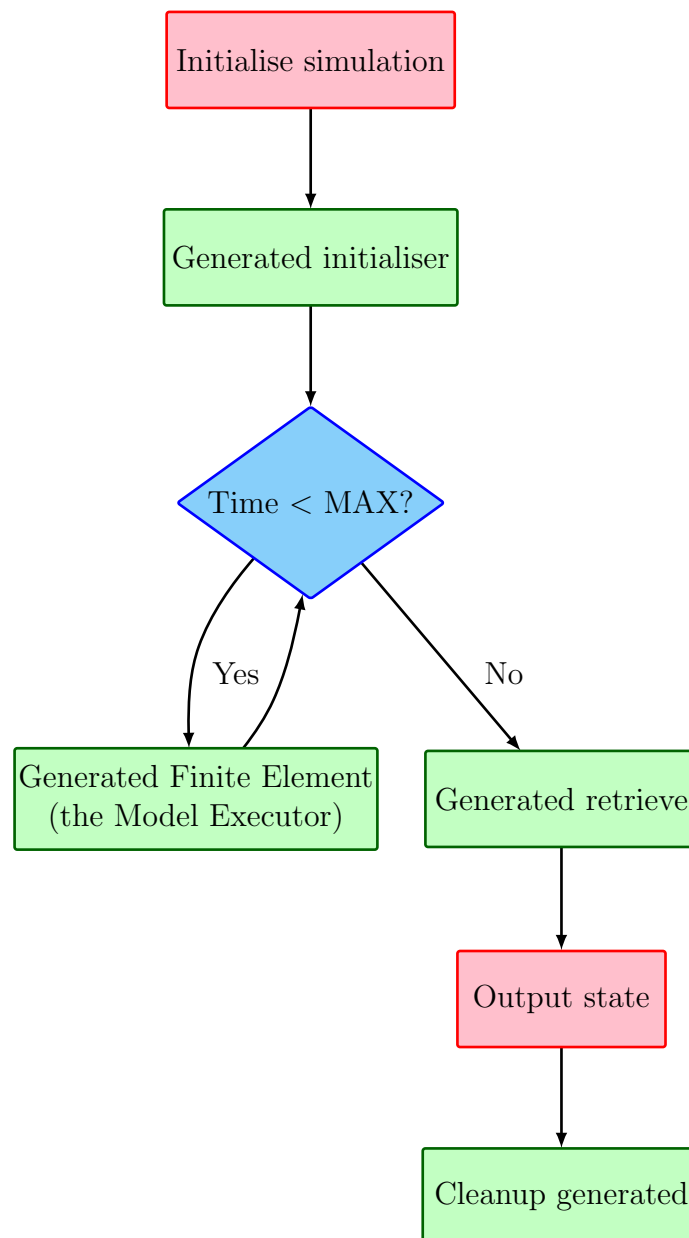 Initialise simulation
Generated initialiser
Time < MAX?
Yes
No
Generated Finite Element
(the Model Executor)
Generated retrieve
Output state
Cleanup generated